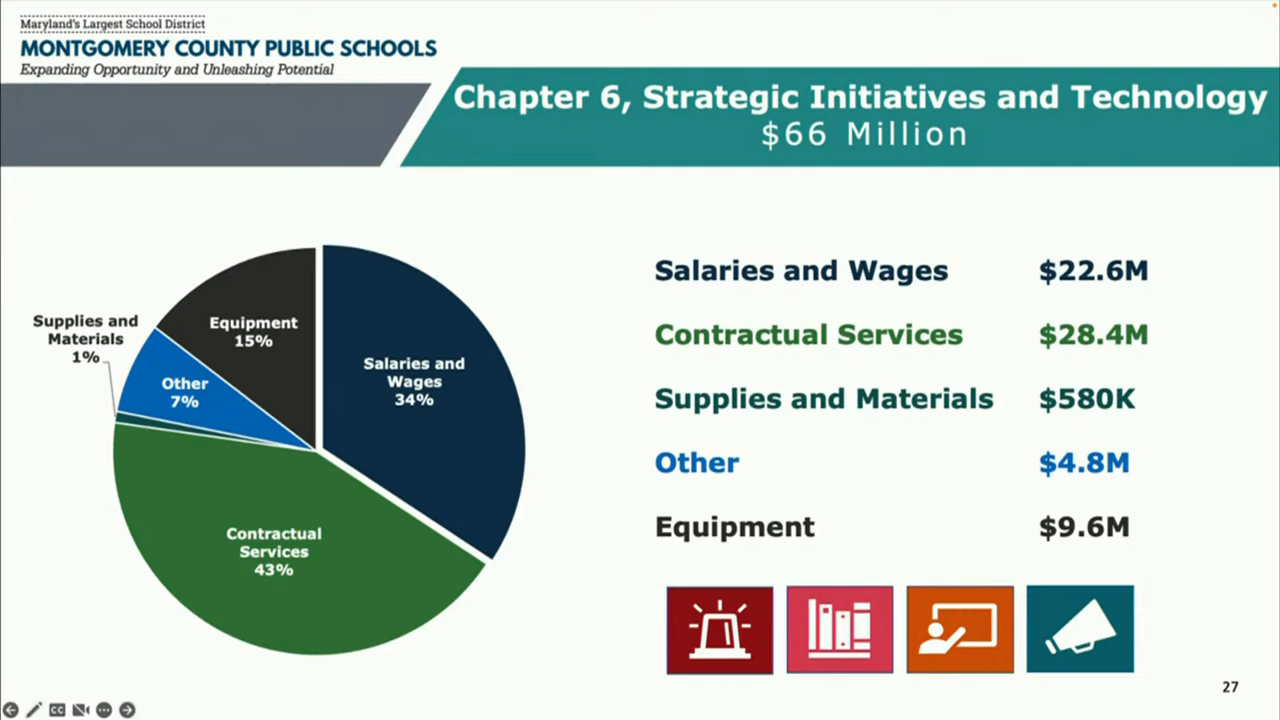 Maryland's Largest School District
MONTGOMERY COUNTY PUBLIC SCHOOLS
Expanding Opportunity and Unleashing Potential
Chapter 6, Strategic Initiatives and Technology
$66 Million
Equipment
15%
Supplies and
Materials
1%
Other
7%
Salaries and
Wages
34%
Contractual
Services
43%
Salaries and Wages $22.6M
Contractual Services $28.4M
Supplies and Materials $580K
Other $4.8M
Equipment $9.6M
27
CC